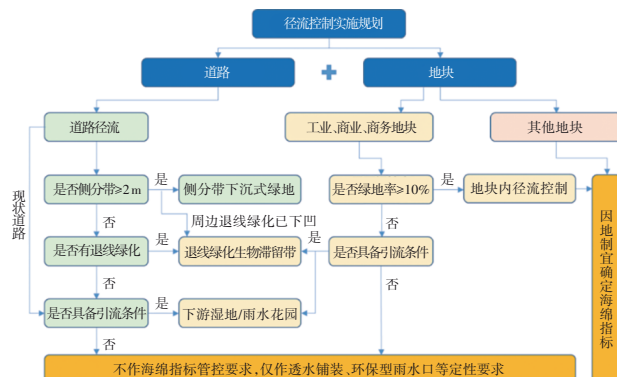 径流控制实施规划
道路
地块
道路径流
工业、商业、商务地块
其他地块
现状道路
是否侧分带≥2 m
是
侧分带下沉式绿地
是否绿地率≥10%
是
地块内径流控制
否
是
周边退线绿化已下凹
否
因地制宜确定海绵指标
是否有退线绿化
是
退线绿化生物滞留带
是
是否具备引流条件
否
否
是否具备引流条件
是
下游湿地/雨水花园
否
不作海绵指标管控要求,仅作透水铺装、环保型雨水口等定性要求